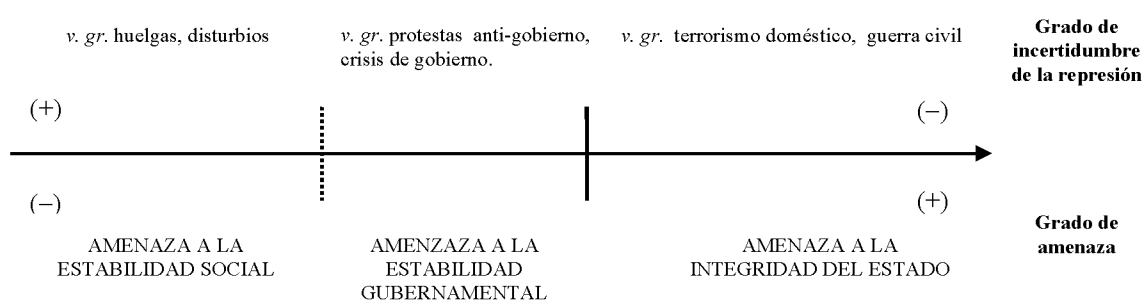 v. gr. huelgas, disturbios
v. gr. protestas anti-gobierno,
crisis de gobierno.
v. gr. terrorismo doméstico, guerra civil
Grado de
incertidumbre
de la represión
(+)
(−)
(−)
(+)
AMENAZA A LA
ESTABILIDAD SOCIAL
AMENZAZA A LA
ESTABILIDAD
GUBERNAMENTAL
AMENAZA A LA
INTEGRIDAD DEL ESTADO
Grado de
amenaza